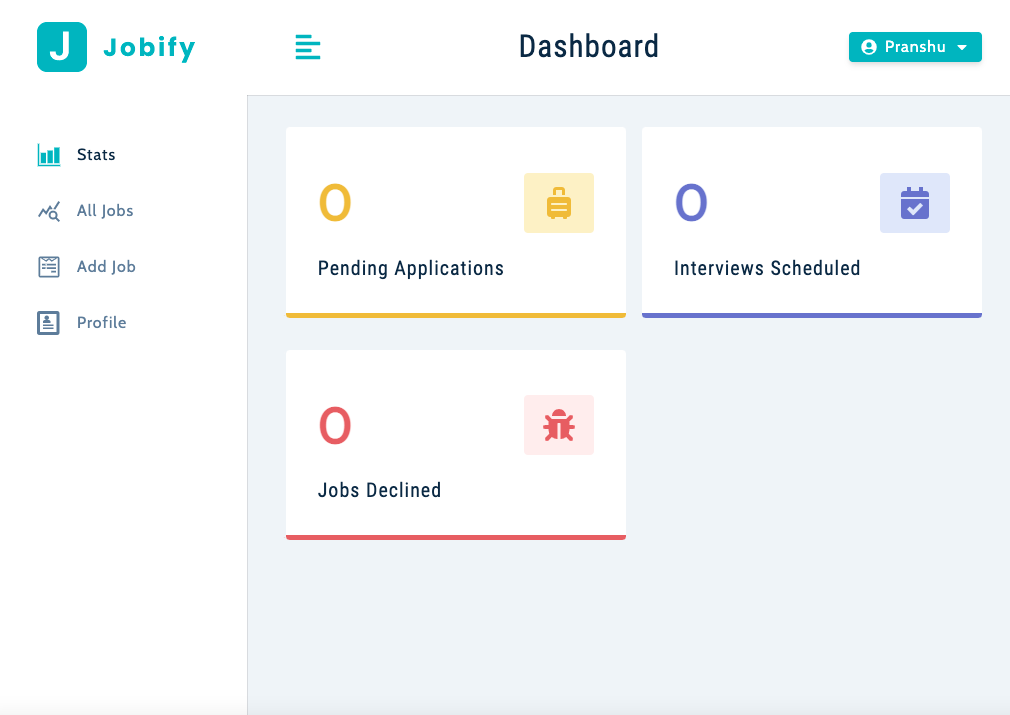 J Jobify
Dashboard
Pranshu
Stats
All Jobs
Add Job
Profile
0
Pending Applications
0
Interviews Scheduled
0
Jobs Declined